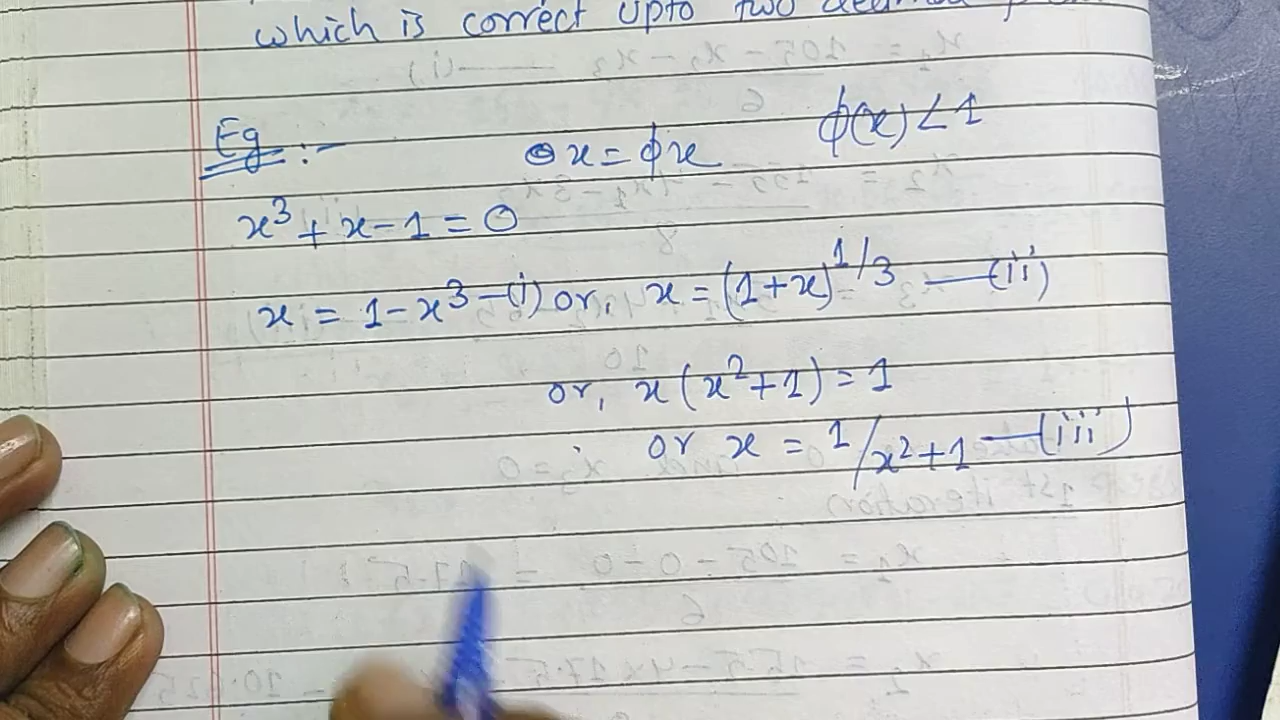 which is correct upto two
Eg :-
x = ϕx ϕ(x) < 1
x³ + x - 1 = 0
x = 1 - x³ -(i) or, x = (1+x)^1/3 —(ii)
or, x(x²+1) = 1
or x = 1/x²+1 —(iii)